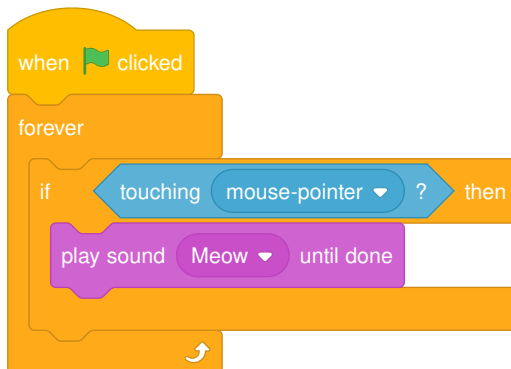 when clicked
forever
if touching mouse-pointer ? then
play sound Meow until done